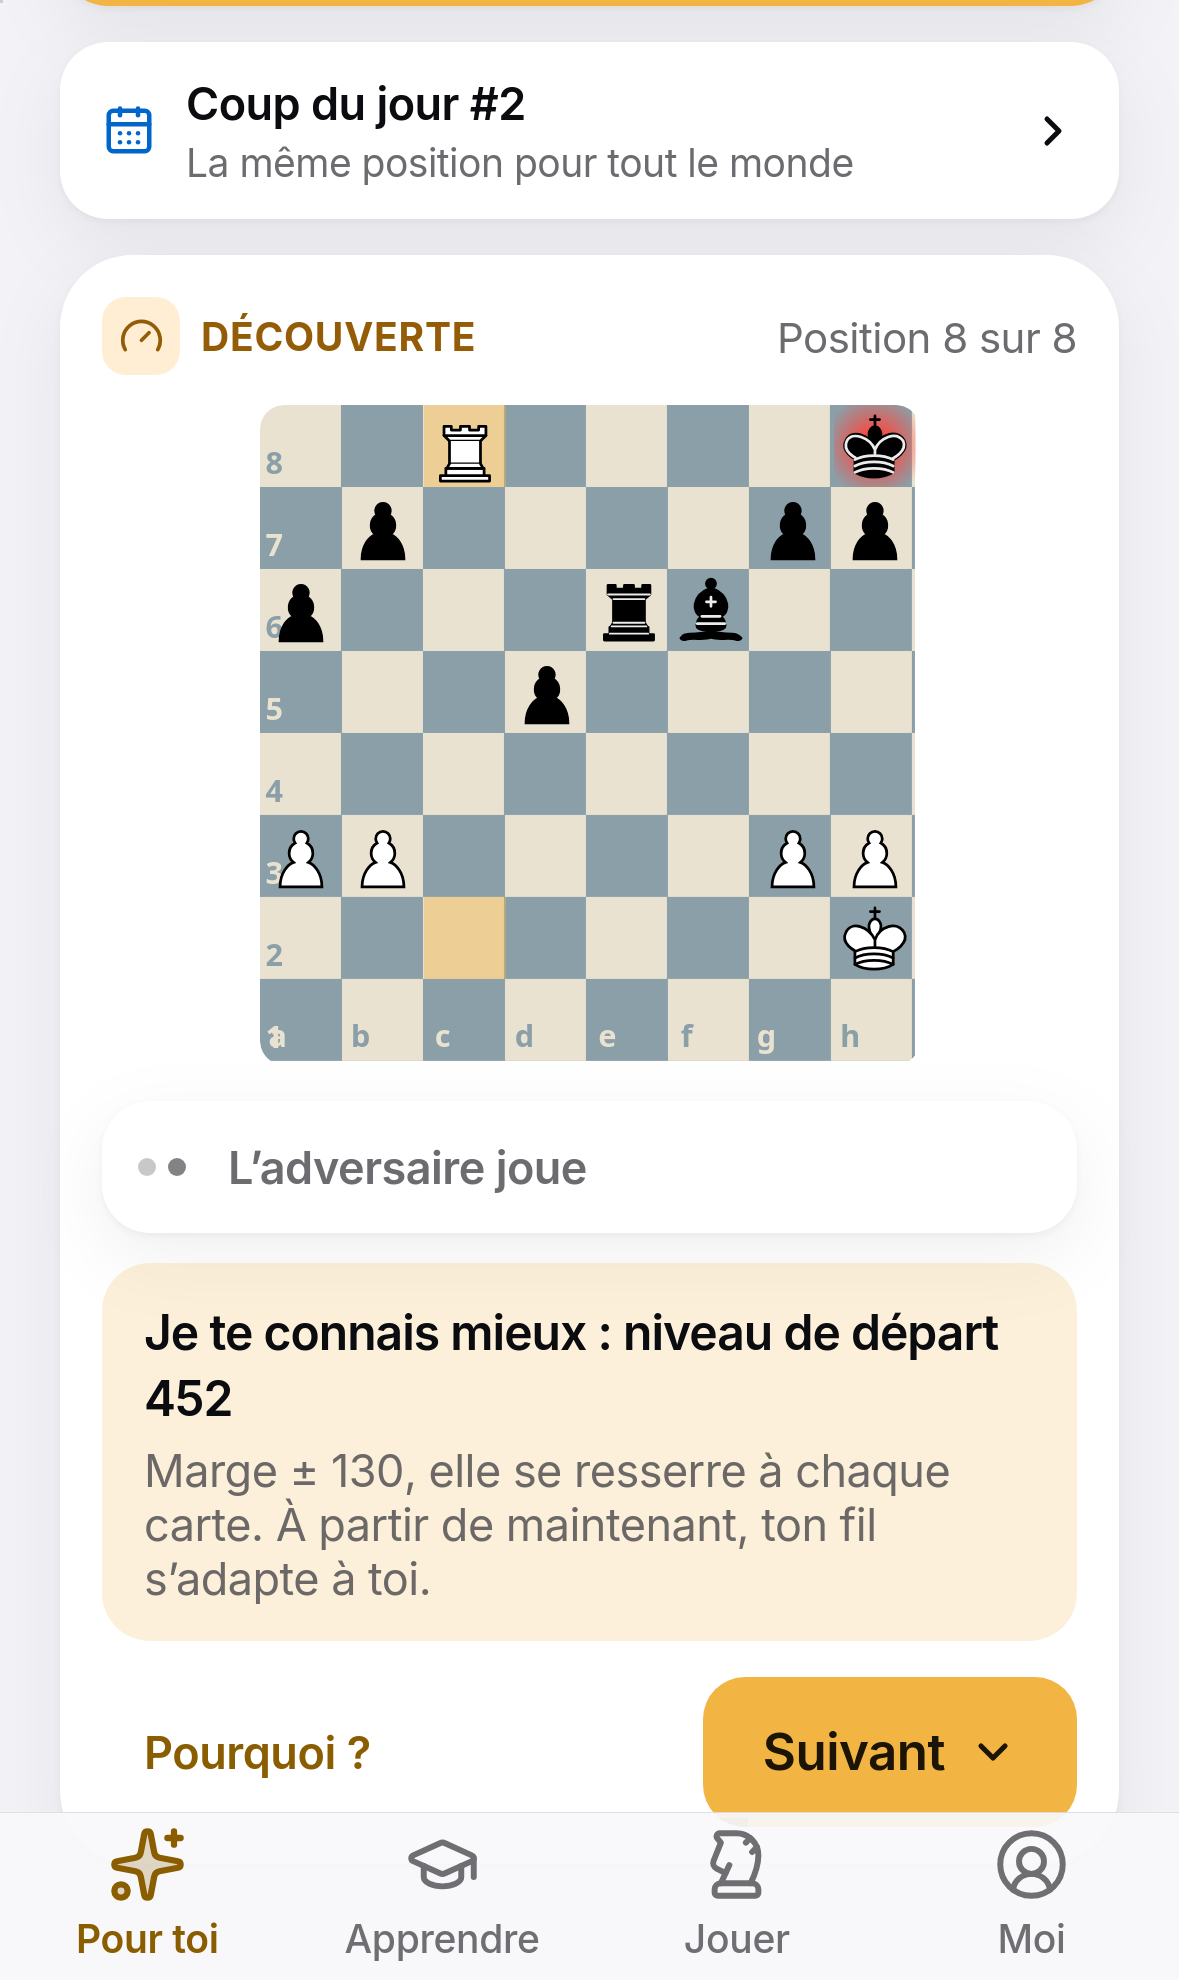 Coup du jour #2
La même position pour tout le monde
DÉCOUVERTE
Position 8 sur 8
8
7
6
5
4
3
2
1
a b c d e f g h
L’adversaire joue
Je te connais mieux : niveau de départ
452
Marge ± 130, elle se resserre à chaque
carte. À partir de maintenant, ton fil
s’adapte à toi.
Pourquoi ?
Suivant
Pour toi
Apprendre
Jouer
Moi